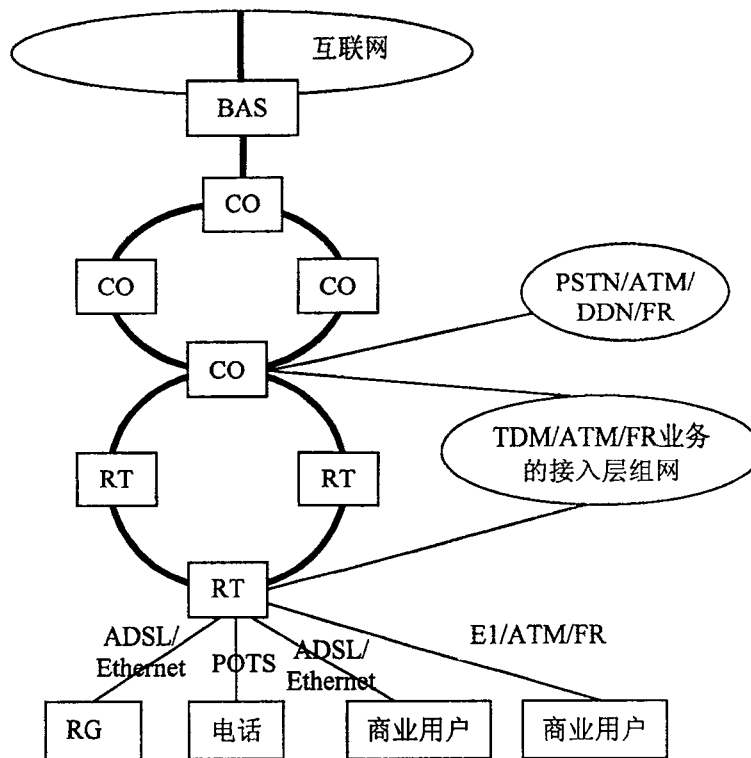 互联网
BAS
CO
CO
CO
PSTN/ATM/
DDN/FR
CO
TDM/ATM/FR业务
的接入层组网
RT
RT
RT
ADSL/
Ethernet
POTS
ADSL/
Ethernet
E1/ATM/FR
RG
电话
商业用户
商业用户